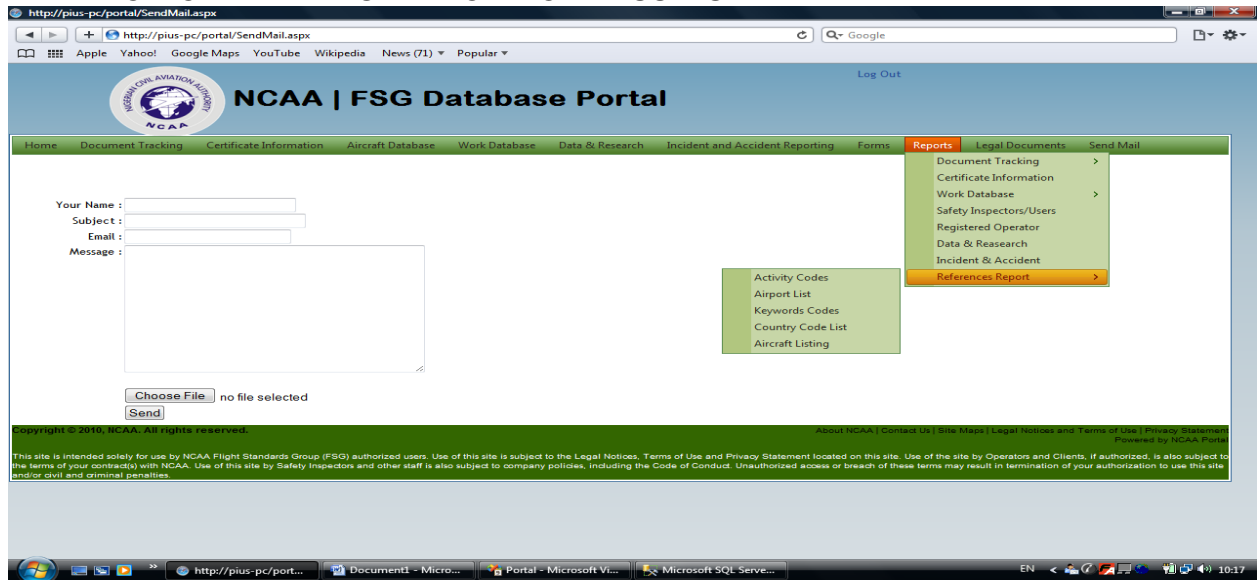 http://pius-pc/portal/SendMail.aspx
http://pius-pc/portal/SendMail.aspx
Google
Apple Yahoo! Google Maps YouTube Wikipedia News (71) Popular
NIGERIAN CIVIL AVIATION AUTHORITY
NCAA
NCAA | FSG Database Portal
Log Out
Home Document Tracking Certificate Information Aircraft Database Work Database Data & Research Incident and Accident Reporting Forms Reports Legal Documents Send Mail
Document Tracking >
Certificate Information
Work Database >
Safety Inspectors/Users
Registered Operator
Data & Reasearch
Incident & Accident
References Report >
Activity Codes
Airport List
Keywords Codes
Country Code List
Aircraft Listing
Your Name :
Subject :
Email :
Message :
Choose File no file selected
Send
Copyright © 2010, NCAA. All rights reserved.
About NCAA | Contact Us | Site Maps | Legal Notices and Terms of Use | Privacy Statement
Powered by NCAA Portal
This site is intended solely for use by NCAA Flight Standards Group (FSG) authorized users. Use of this site is subject to the Legal Notices, Terms of Use and Privacy Statement located on this site. Use of the site by Operators and Clients, if authorized, is also subject to
the terms of your contract(s) with NCAA. Use of this site by Safety Inspectors and other staff is also subject to company policies, including the Code of Conduct. Unauthorized access or breach of these terms may result in termination of your authorization to use this site
and/or civil and criminal penalties.
http://pius-pc/port... Document1 - Micro... Portal - Microsoft Vi... Microsoft SQL Serve... EN 10:17